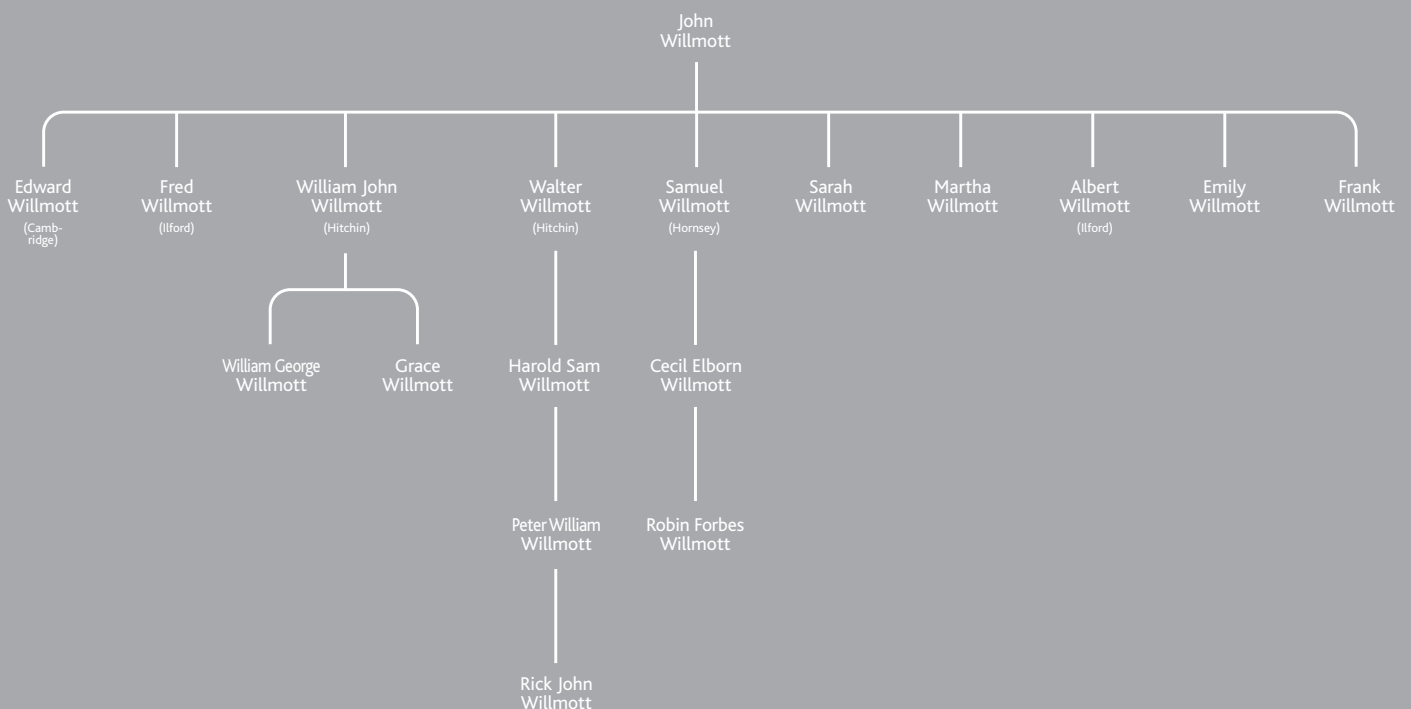 John
Willmott
Edward
Willmott
(Camb-
ridge)
Fred
Willmott
(Ilford)
William John
Willmott
(Hitchin)
Walter
Willmott
(Hitchin)
Samuel
Willmott
(Hornsey)
Sarah
Willmott
Martha
Willmott
Albert
Willmott
(Ilford)
Emily
Willmott
Frank
Willmott
William George
Willmott
Grace
Willmott
Harold Sam
Willmott
Cecil Elborn
Willmott
Peter William
Willmott
Robin Forbes
Willmott
Rick John
Willmott